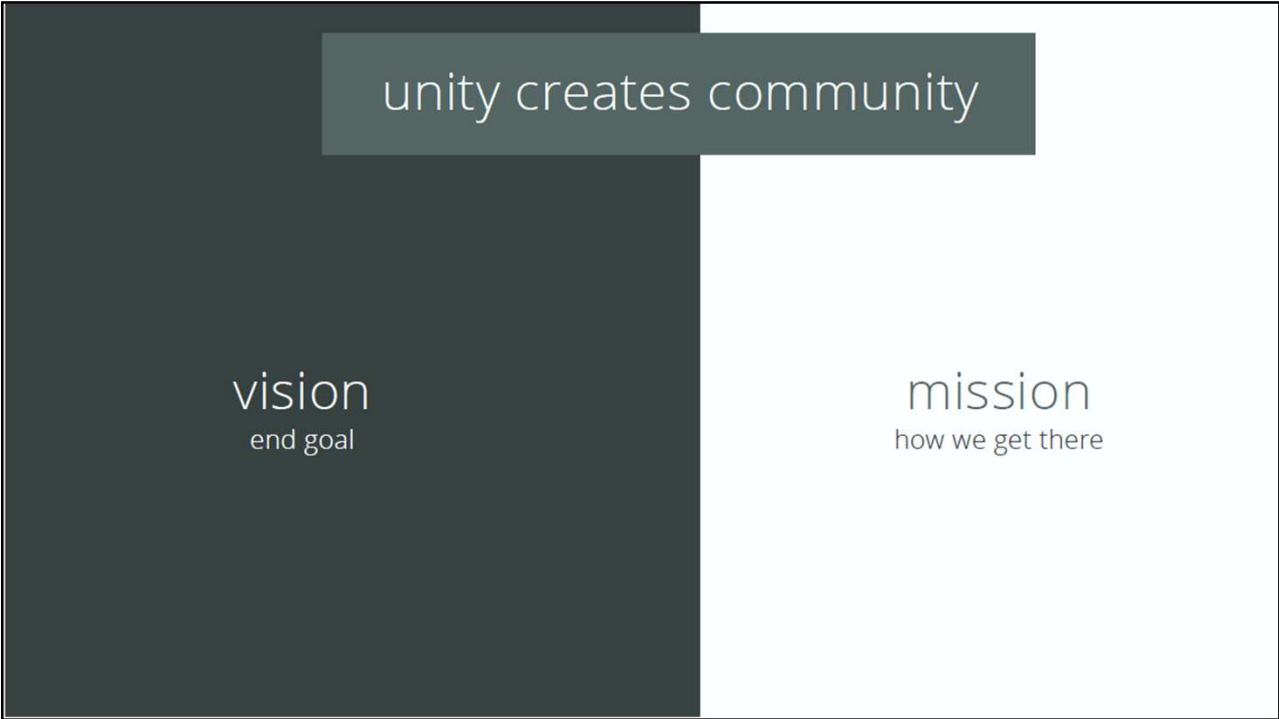 unity creates community
vision
end goal
mission
how we get there